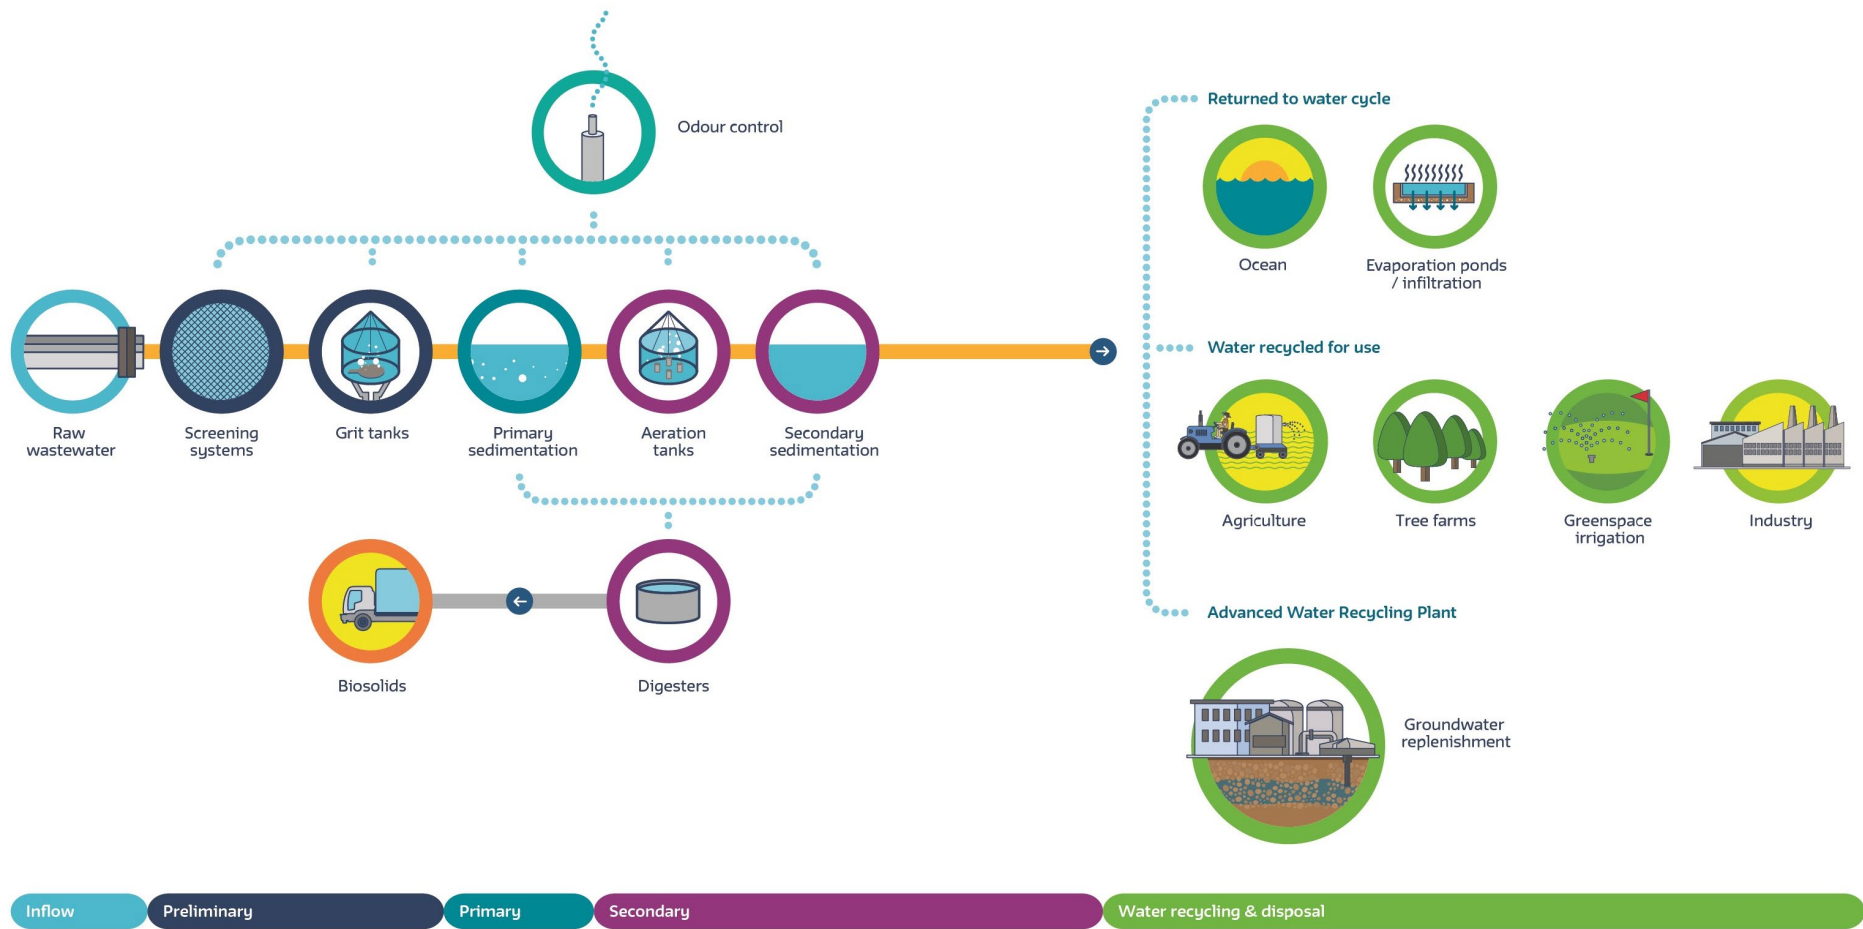 Odour control
Raw
wastewater
Screening
systems
Grit tanks
Primary
sedimentation
Aeration
tanks
Secondary
sedimentation
Biosolids
Digesters
Returned to water cycle
Ocean
Evaporation ponds
/ infiltration
Water recycled for use
Agriculture
Tree farms
Greenspace
irrigation
Industry
Advanced Water Recycling Plant
Groundwater
replenishment
Inflow
Preliminary
Primary
Secondary
Water recycling & disposal